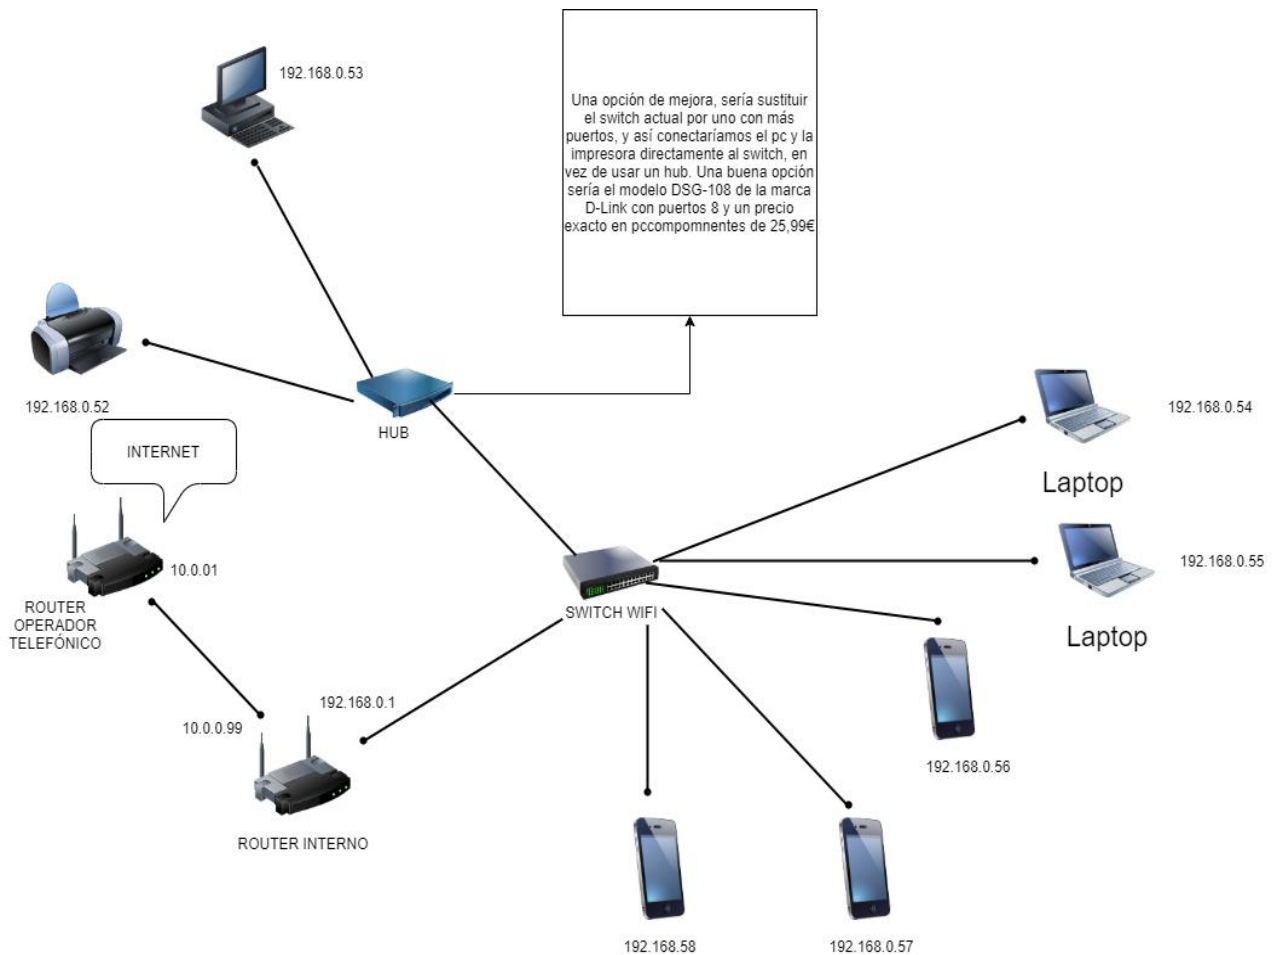 192.168.0.53
Una opción de mejora, sería sustituir
el switch actual por uno con más
puertos, y así conectaríamos el pc y la
impresora directamente al switch, en
vez de usar un hub. Una buena opción
sería el modelo DSG-108 de la marca
D-Link con puertos 8 y un precio
exacto en pccompomnentes de 25,99€
192.168.0.52
HUB
INTERNET
192.168.0.54
Laptop
10.0.01
ROUTER
OPERADOR
TELEFÓNICO
SWITCH WIFI
192.168.0.55
Laptop
192.168.0.1
10.0.0.99
192.168.0.56
ROUTER INTERNO
192.168.58
192.168.0.57